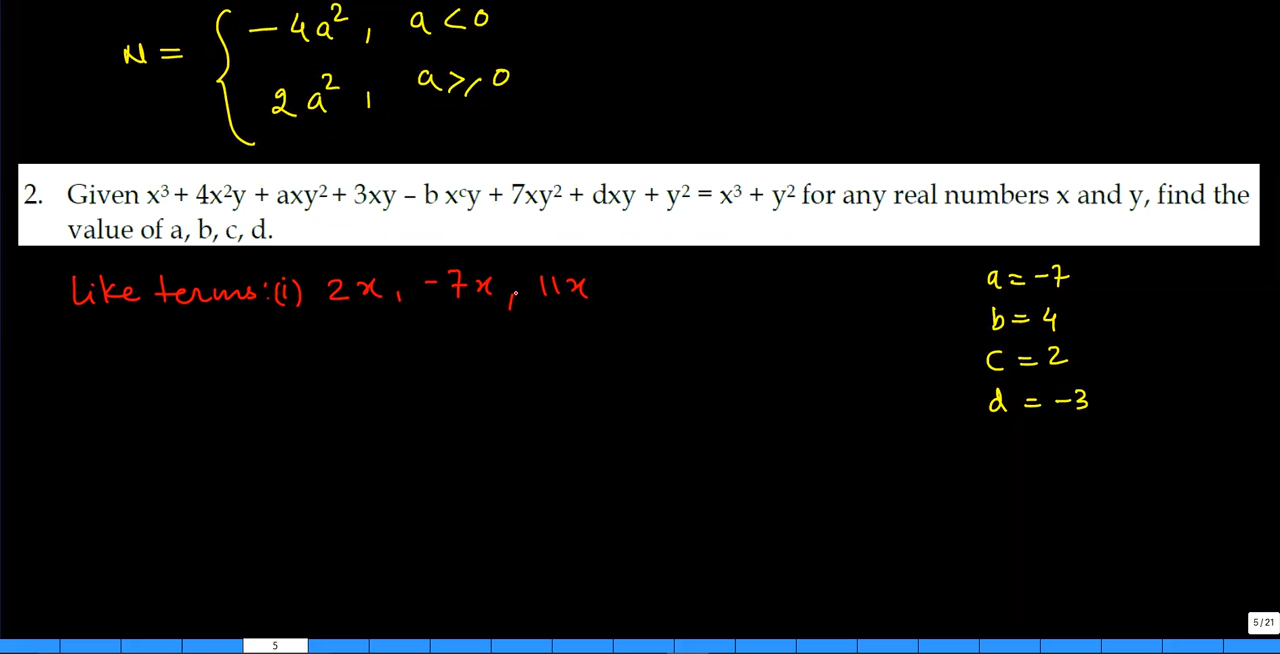 N = { -4a², a < 0
2a², a ≥ 0
2. Given x³ + 4x²y + axy² + 3xy – b xᶜy + 7xy² + dxy + y² = x³ + y² for any real numbers x and y, find the
value of a, b, c, d.
Like terms: (i) 2x, -7x, 11x
a = -7
b = 4
c = 2
d = -3
5 / 21
5